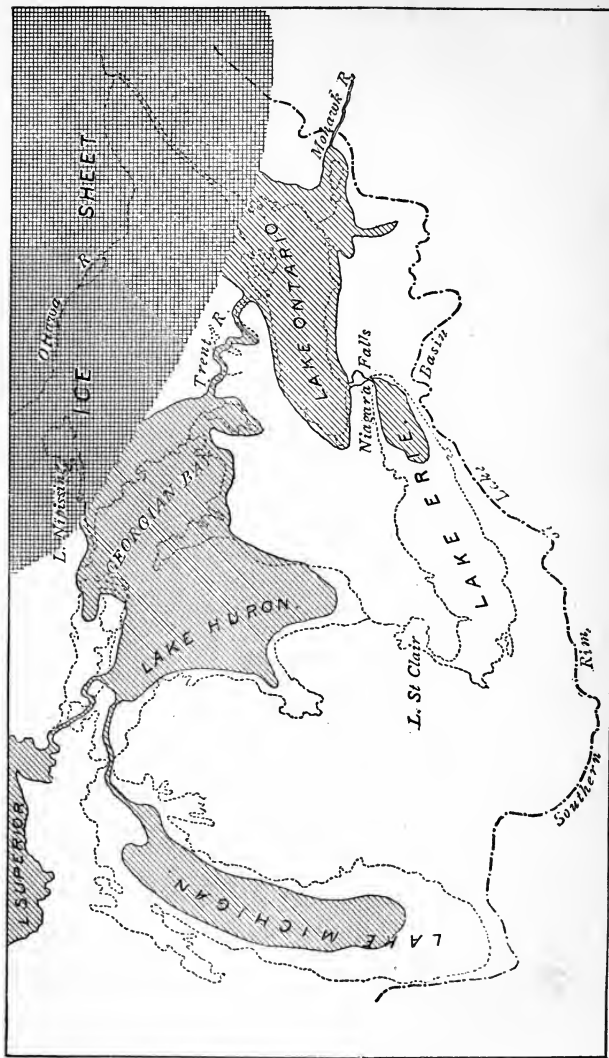 ICE SHEET
Ottawa R.
L. Nipissing
Mohawk R
Trent R.
LAKE ONTARIO
GEORGIAN BAY
Niagara Falls
LAKE HURON.
LAKE ERIE.
L. St Clair
L. SUPERIOR
LAKE MICHIGAN.
Southern Rim, Lake Basin